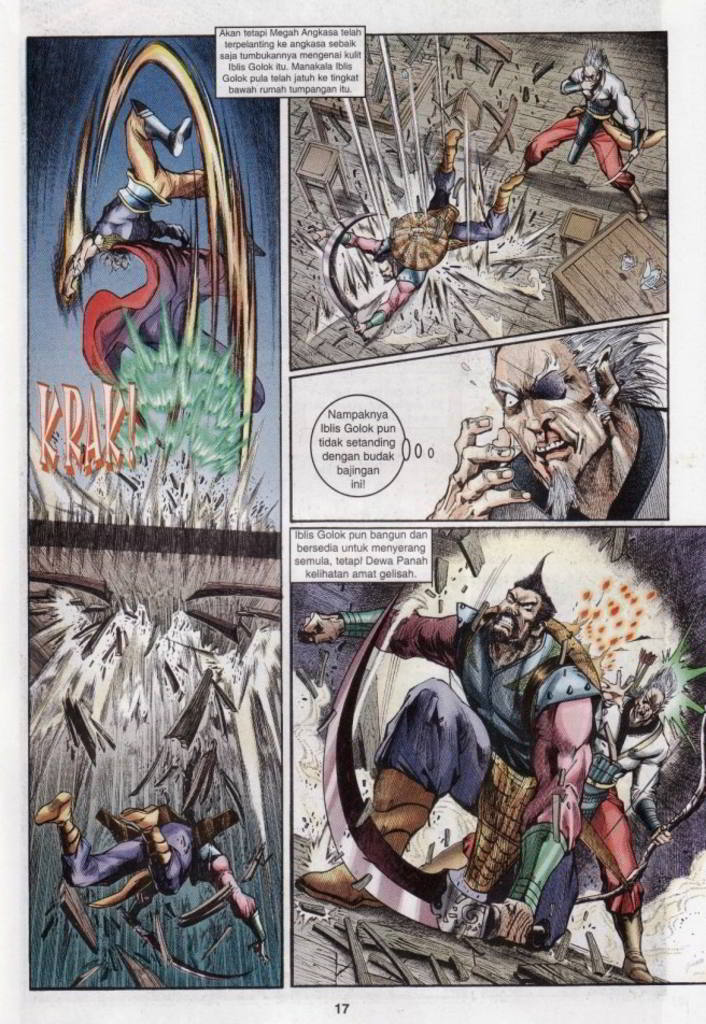 Akan tetapi Megah Angkasa telah
terpelanting ke angkasa sebaik
saja tumbukannya mengenai kulit
Iblis Golok itu. Manakala Iblis
Golok pula telah jatuh ke tingkat
bawah rumah tumpangan itu.
KRAK!
Nampaknya
Iblis Golok pun
tidak setanding
dengan budak
bajingan
ini!
Iblis Golok pun bangun dan
bersedia untuk menyerang
semula, tetapi Dewa Panah
kelihatan amat gelisah.
17